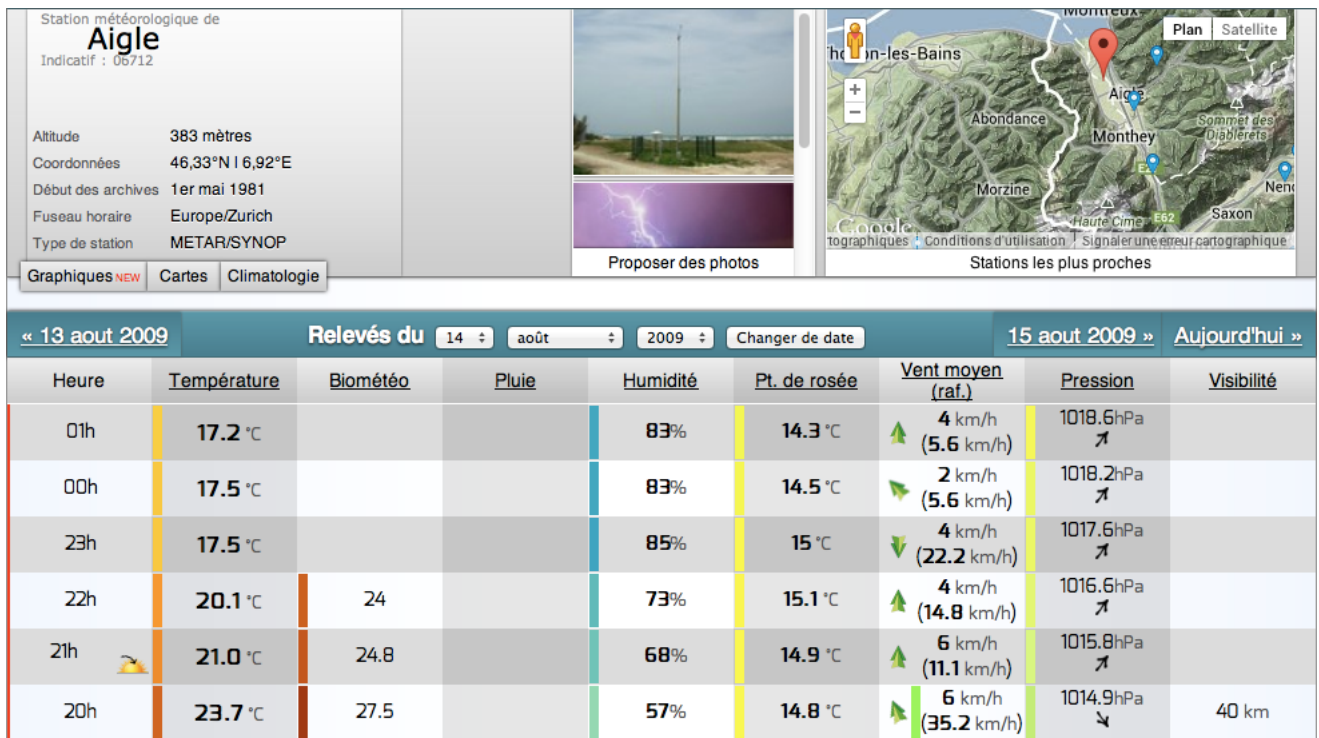 Station météorologique de
Aigle
Indicatif : 06712
Altitude 383 mètres
Coordonnées 46,33°N | 6,92°E
Début des archives 1er mai 1981
Fuseau horaire Europe/Zurich
Type de station METAR/SYNOP
Graphiques NEW Cartes Climatologie
Proposer des photos
Montreux
Plan Satellite
n-les-Bains
+
−
Aigle
Abondance
Sommet des
Diablerets
Monthey
Morzine
Haute Cime
E62
Saxon
Google
tographiques Conditions d'utilisation Signaler une erreur cartographique
Stations les plus proches
« 13 aout 2009 Relevés du 14 août 2009 Changer de date 15 aout 2009 » Aujourd'hui »
Heure Température Biométéo Pluie Humidité Pt. de rosée Vent moyen (raf.) Pression Visibilité
01h 17.2 °C 83% 14.3 °C 4 km/h (5.6 km/h) 1018.6hPa
00h 17.5 °C 83% 14.5 °C 2 km/h (5.6 km/h) 1018.2hPa
23h 17.5 °C 85% 15 °C 4 km/h (22.2 km/h) 1017.6hPa
22h 20.1 °C 24 73% 15.1 °C 4 km/h (14.8 km/h) 1016.6hPa
21h 21.0 °C 24.8 68% 14.9 °C 6 km/h (11.1 km/h) 1015.8hPa
20h 23.7 °C 27.5 57% 14.8 °C 6 km/h (35.2 km/h) 1014.9hPa 40 km